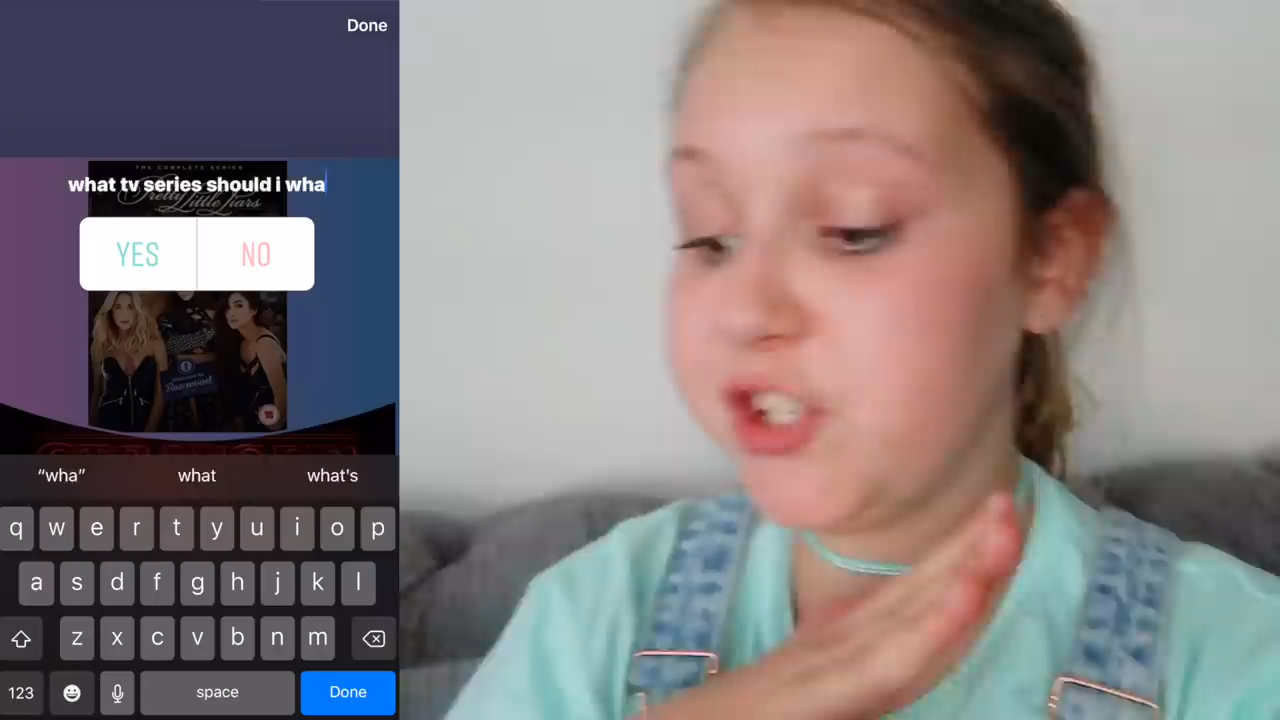 Done
THE COMPLETE SERIES
what tv series should i wha
Pretty Little Liars
YES NO
Rosewood
“wha” what what's
q w e r t y u i o p
a s d f g h j k l
z x c v b n m
123 space Done